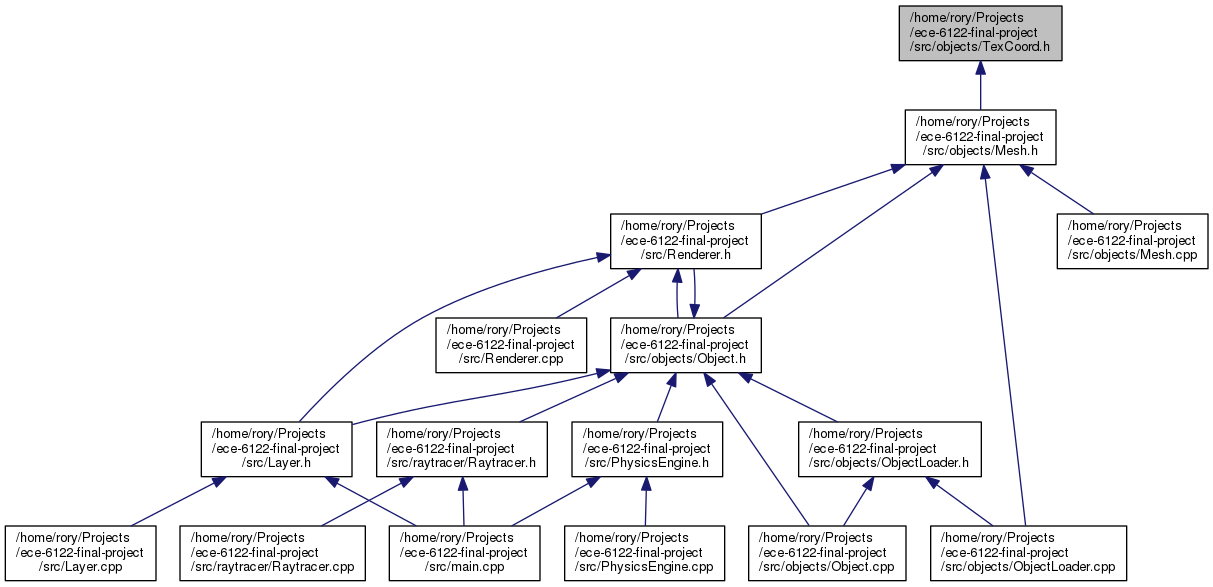 /home/rory/Projects
/ece-6122-final-project
/src/objects/TexCoord.h
/home/rory/Projects
/ece-6122-final-project
/src/objects/Mesh.h
/home/rory/Projects
/ece-6122-final-project
/src/Renderer.h
/home/rory/Projects
/ece-6122-final-project
/src/objects/Mesh.cpp
/home/rory/Projects
/ece-6122-final-project
/src/Renderer.cpp
/home/rory/Projects
/ece-6122-final-project
/src/objects/Object.h
/home/rory/Projects
/ece-6122-final-project
/src/Layer.h
/home/rory/Projects
/ece-6122-final-project
/src/raytracer/Raytracer.h
/home/rory/Projects
/ece-6122-final-project
/src/PhysicsEngine.h
/home/rory/Projects
/ece-6122-final-project
/src/objects/ObjectLoader.h
/home/rory/Projects
/ece-6122-final-project
/src/Layer.cpp
/home/rory/Projects
/ece-6122-final-project
/src/raytracer/Raytracer.cpp
/home/rory/Projects
/ece-6122-final-project
/src/main.cpp
/home/rory/Projects
/ece-6122-final-project
/src/PhysicsEngine.cpp
/home/rory/Projects
/ece-6122-final-project
/src/objects/Object.cpp
/home/rory/Projects
/ece-6122-final-project
/src/objects/ObjectLoader.cpp